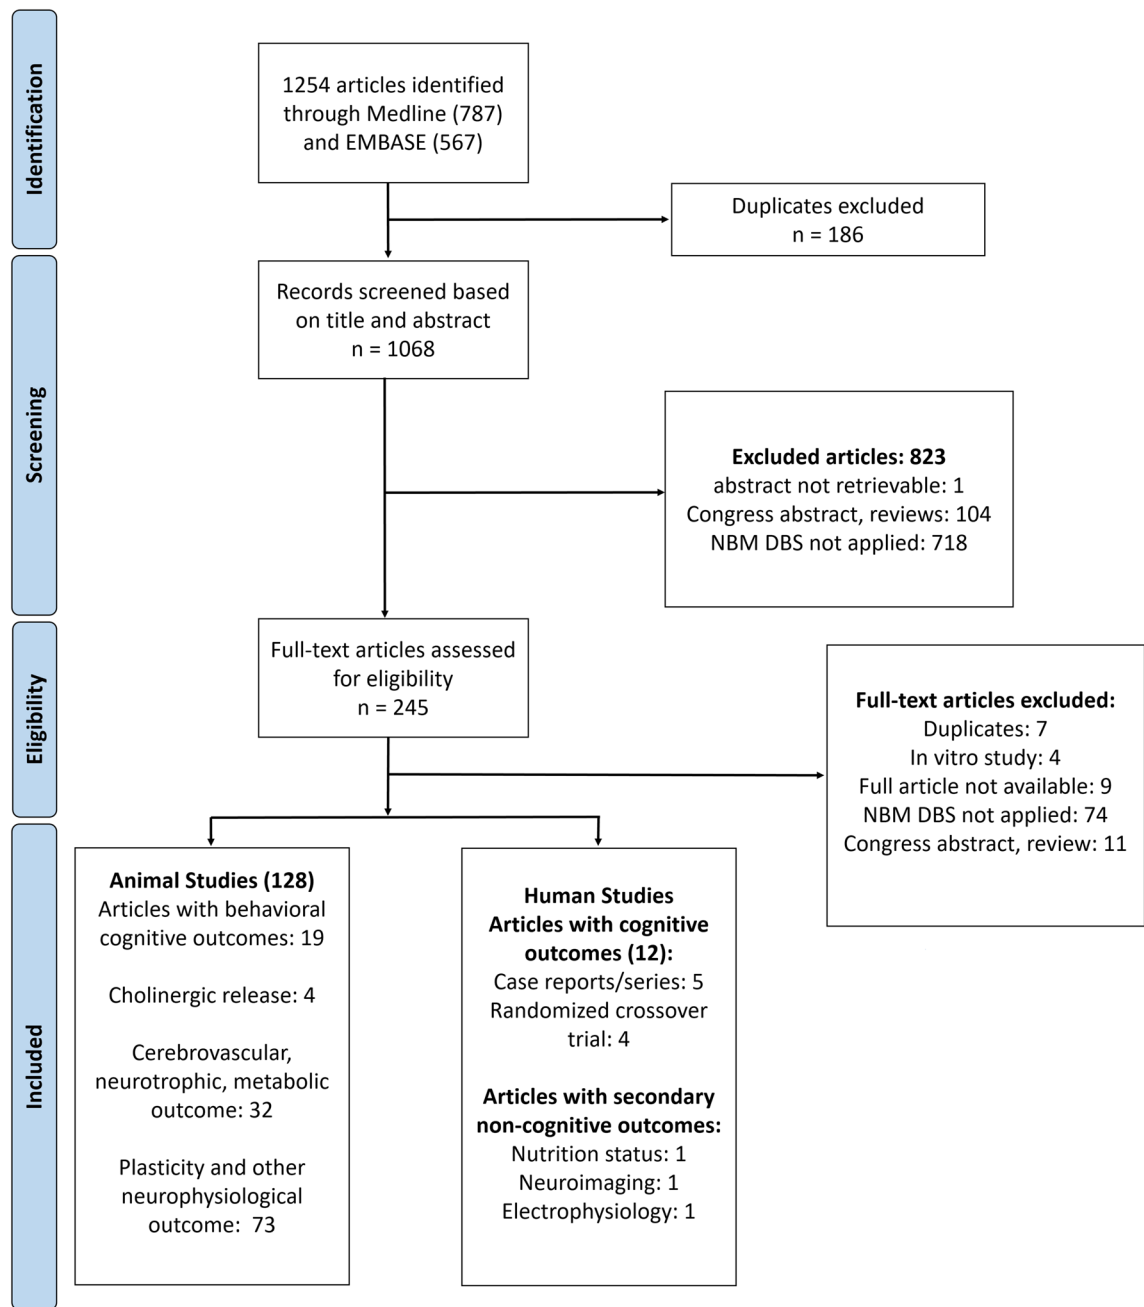 Identification
1254 articles identified
through Medline (787)
and EMBASE (567)
Duplicates excluded
n = 186
Screening
Records screened based
on title and abstract
n = 1068
Excluded articles: 823
abstract not retrievable: 1
Congress abstract, reviews: 104
NBM DBS not applied: 718
Eligibility
Full-text articles assessed
for eligibility
n = 245
Full-text articles excluded:
Duplicates: 7
In vitro study: 4
Full article not available: 9
NBM DBS not applied: 74
Congress abstract, review: 11
Included
Animal Studies (128)
Articles with behavioral
cognitive outcomes: 19
Cholinergic release: 4
Cerebrovascular,
neurotrophic, metabolic
outcome: 32
Plasticity and other
neurophysiological
outcome: 73
Human Studies
Articles with cognitive
outcomes (12):
Case reports/series: 5
Randomized crossover
trial: 4
Articles with secondary
non-cognitive outcomes:
Nutrition status: 1
Neuroimaging: 1
Electrophysiology: 1